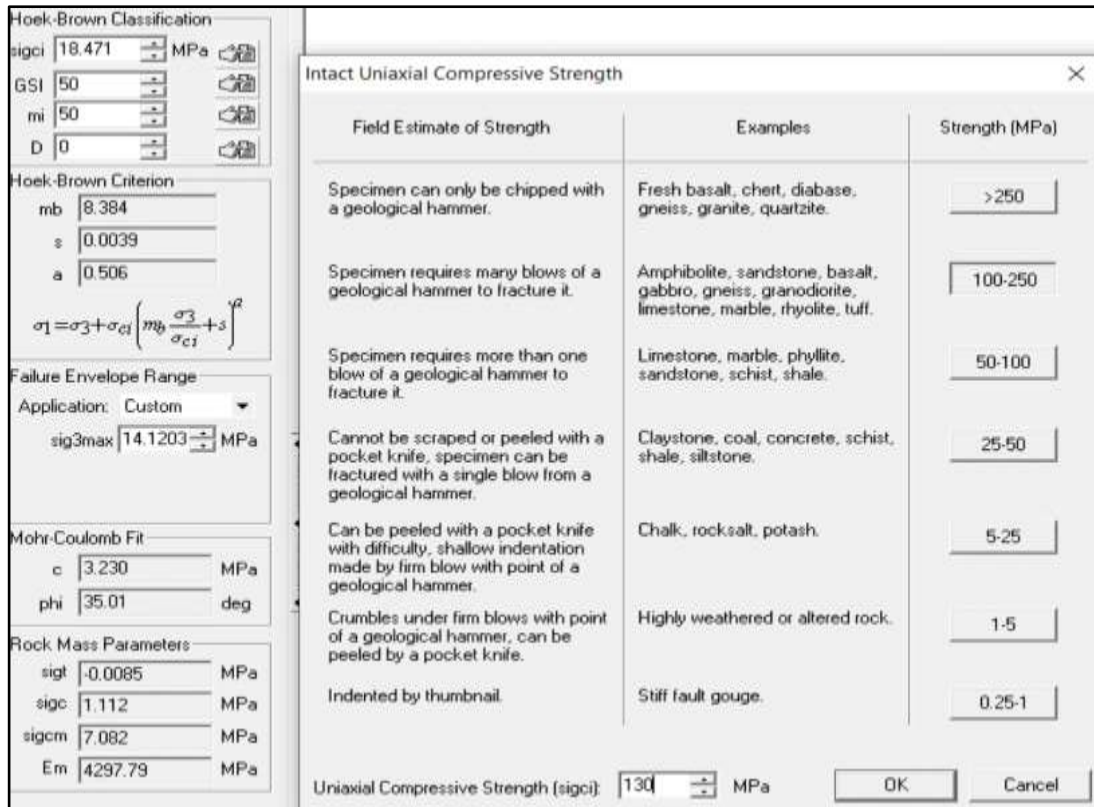 Hoek-Brown Classification
sigci 18.471 MPa
GSI 50
mi 50
D 0
Hoek-Brown Criterion
mb 8.384
s 0.0039
a 0.506
σ1=σ3+σci(mb σ3/σci+s)^a
Failure Envelope Range
Application: Custom
sig3max 14.1203 MPa
Mohr-Coulomb Fit
c 3.230 MPa
phi 35.01 deg
Rock Mass Parameters
sigt -0.0085 MPa
sigc 1.112 MPa
sigcm 7.082 MPa
Em 4297.79 MPa
Intact Uniaxial Compressive Strength
Field Estimate of Strength
Examples
Strength (MPa)
Specimen can only be chipped with
a geological hammer.
Fresh basalt, chert, diabase,
gneiss, granite, quartzite.
>250
Specimen requires many blows of a
geological hammer to fracture it.
Amphibolite, sandstone, basalt,
gabbro, gneiss, granodiorite,
limestone, marble, rhyolite, tuff.
100-250
Specimen requires more than one
blow of a geological hammer to
fracture it.
Limestone, marble, phyllite,
sandstone, schist, shale.
50-100
Cannot be scraped or peeled with a
pocket knife, specimen can be
fractured with a single blow from a
geological hammer.
Claystone, coal, concrete, schist,
shale, siltstone.
25-50
Can be peeled with a pocket knife
with difficulty, shallow indentation
made by firm blow with point of a
geological hammer.
Chalk, rocksalt, potash.
5-25
Crumbles under firm blows with point
of a geological hammer, can be
peeled by a pocket knife.
Highly weathered or altered rock.
1-5
Indented by thumbnail.
Stiff fault gouge.
0.25-1
Uniaxial Compressive Strength (sigci): 130 MPa
OK
Cancel